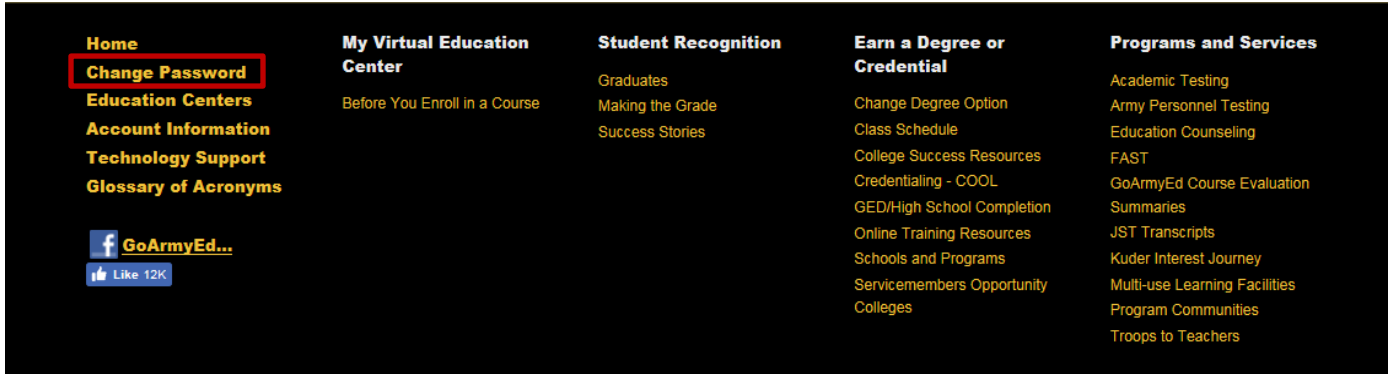 Home
Change Password
Education Centers
Account Information
Technology Support
Glossary of Acronyms
GoArmyEd...
Like 12K
My Virtual Education
Center
Before You Enroll in a Course
Student Recognition
Graduates
Making the Grade
Success Stories
Earn a Degree or
Credential
Change Degree Option
Class Schedule
College Success Resources
Credentialing - COOL
GED/High School Completion
Online Training Resources
Schools and Programs
Servicemembers Opportunity
Colleges
Programs and Services
Academic Testing
Army Personnel Testing
Education Counseling
FAST
GoArmyEd Course Evaluation
Summaries
JST Transcripts
Kuder Interest Journey
Multi-use Learning Facilities
Program Communities
Troops to Teachers